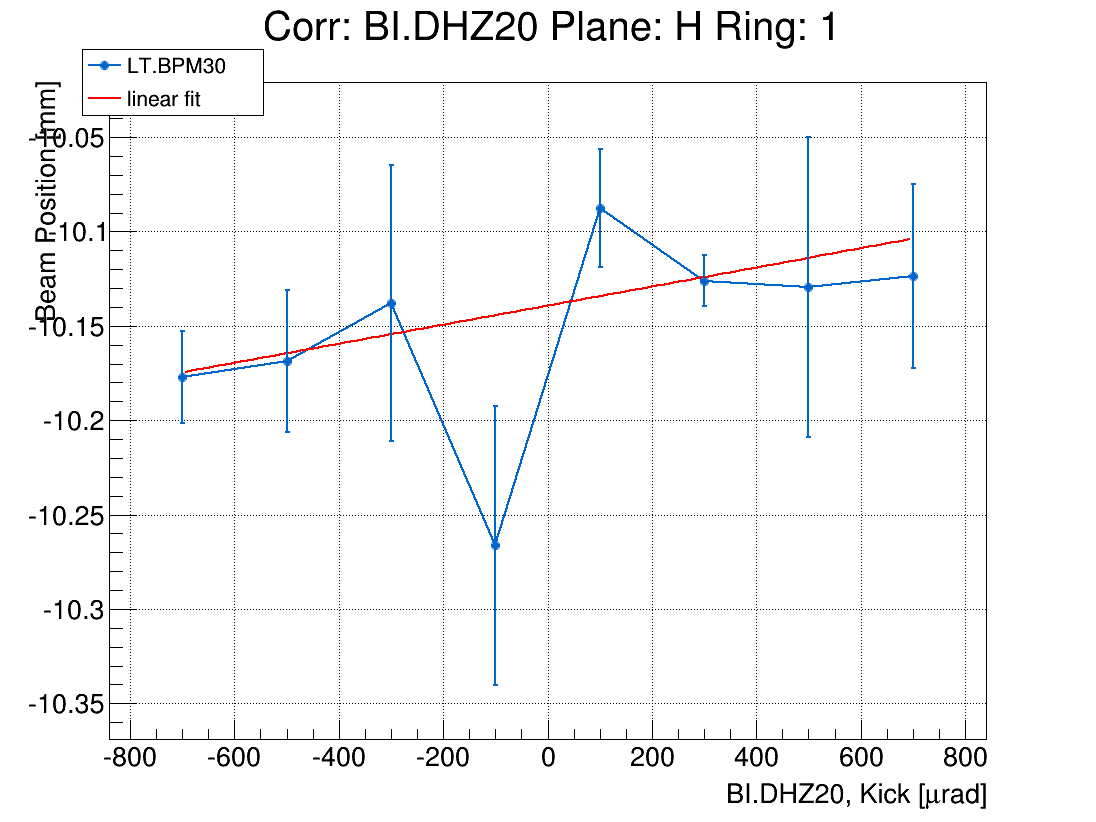 Corr: BI.DHZ20 Plane: H Ring: 1
LT.BPM30
linear fit
Beam Position [mm]
-10.05
-10.1
-10.15
-10.2
-10.25
-10.3
-10.35
-800 -600 -400 -200 0 200 400 600 800
BI.DHZ20, Kick [μrad]